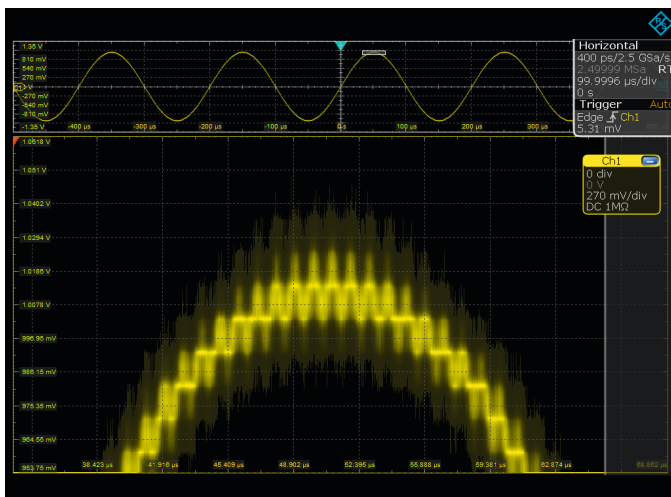 R&S
1.35 V
810 mV
540 mV
270 mV
V
-270 mV
-540 mV
-810 mV
-1.35 V
-400 µs
-200 µs
-100 µs
0 s
100 µs
200 µs
300 µs
Horizontal
400 ps/2.5 GSa/s
2.49999 MSa RT
99.9996 µs/div
0 s
Trigger Auto
Edge Ch1
5.31 mV
1.0618 V
1.051 V
1.0402 V
1.0294 V
1.0186 V
1.0078 V
996.95 mV
986.15 mV
975.35 mV
964.55 mV
953.75 mV
Ch1
0 div
0 V
270 mV/div
DC 1MΩ
38.423 µs
41.916 µs
45.409 µs
48.902 µs
52.395 µs
55.888 µs
59.381 µs
62.874 µs